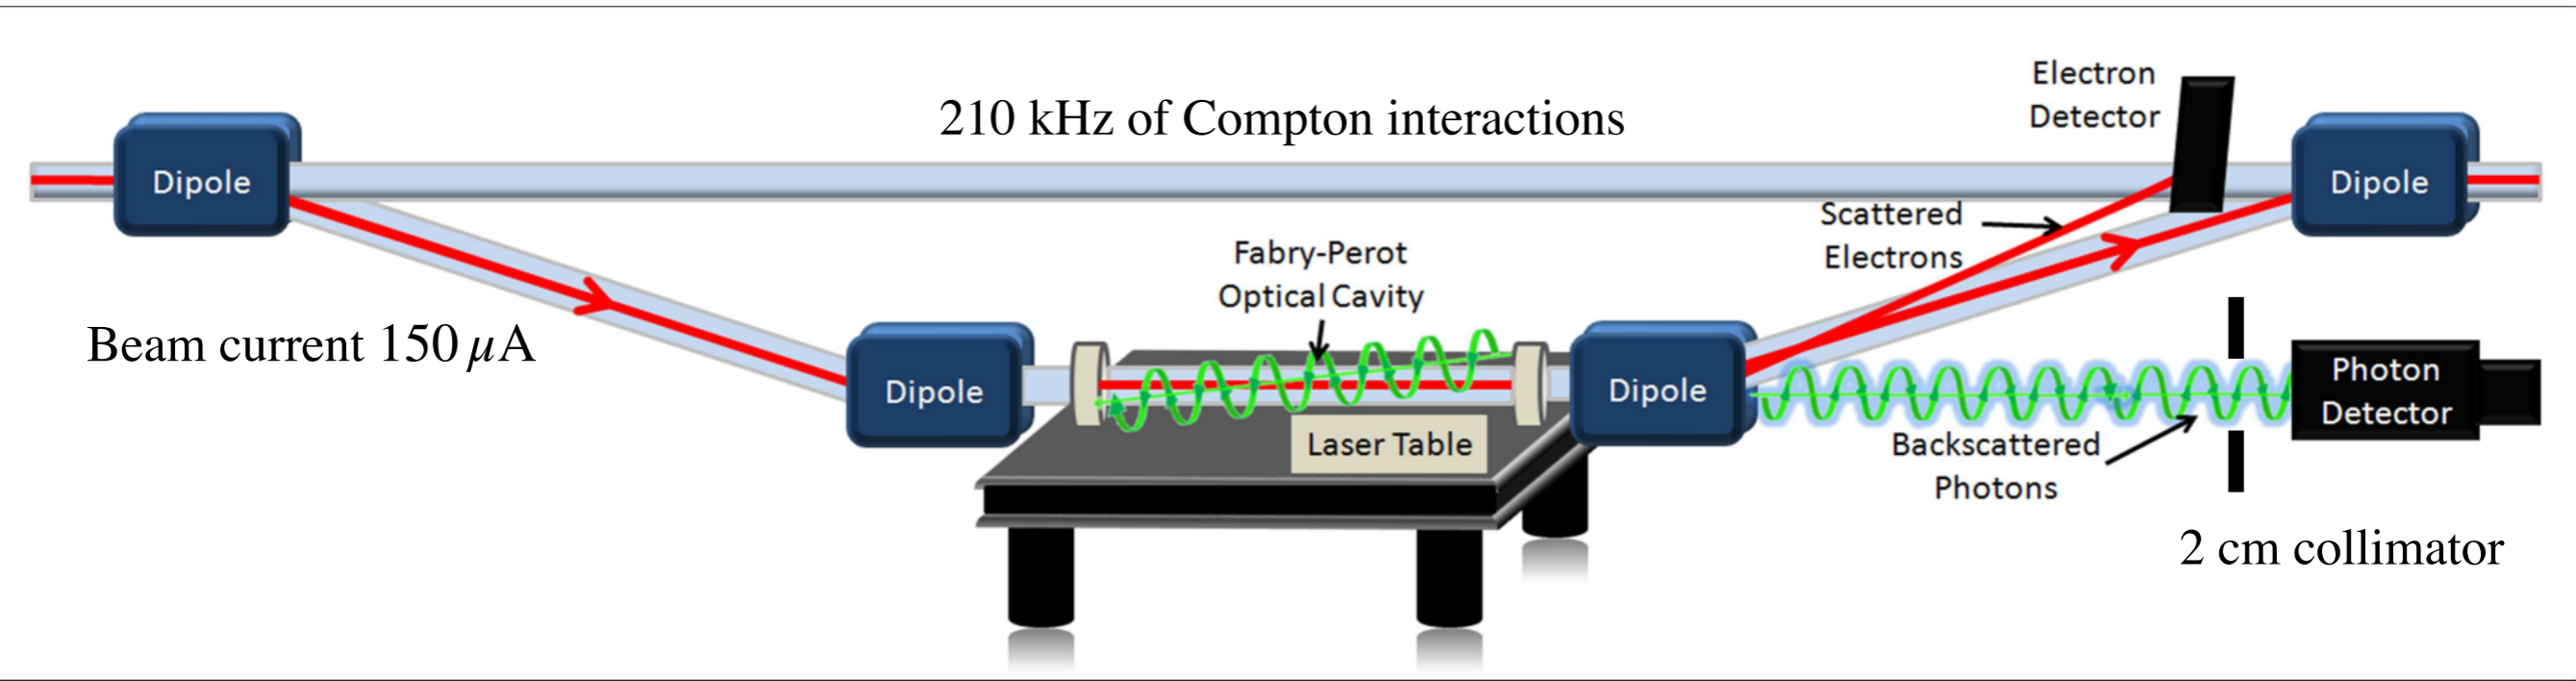 Electron
Detector
210 kHz of Compton interactions
Dipole
Dipole
Scattered
Electrons
Fabry-Perot
Optical Cavity
Beam current 150 μA
Dipole
Dipole
Photon
Detector
Laser Table
Backscattered
Photons
2 cm collimator